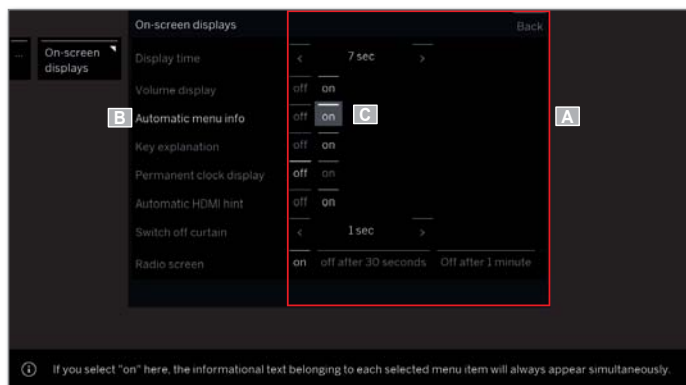 On-screen displays Back
... On-screen displays
Display time < 7 sec >
Volume display off on
B Automatic menu info off on C A
Key explanation off on
Permanent clock display off on
Automatic HDMI hint off on
Switch off curtain < 1 sec >
Radio screen on off after 30 seconds Off after 1 minute
i If you select "on" here, the informational text belonging to each selected menu item will always appear simultaneously.